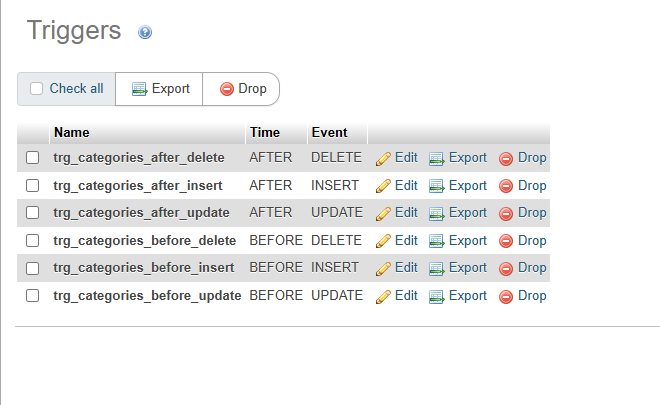 Triggers
Check all Export Drop
Name Time Event
trg_categories_after_delete AFTER DELETE Edit Export Drop
trg_categories_after_insert AFTER INSERT Edit Export Drop
trg_categories_after_update AFTER UPDATE Edit Export Drop
trg_categories_before_delete BEFORE DELETE Edit Export Drop
trg_categories_before_insert BEFORE INSERT Edit Export Drop
trg_categories_before_update BEFORE UPDATE Edit Export Drop